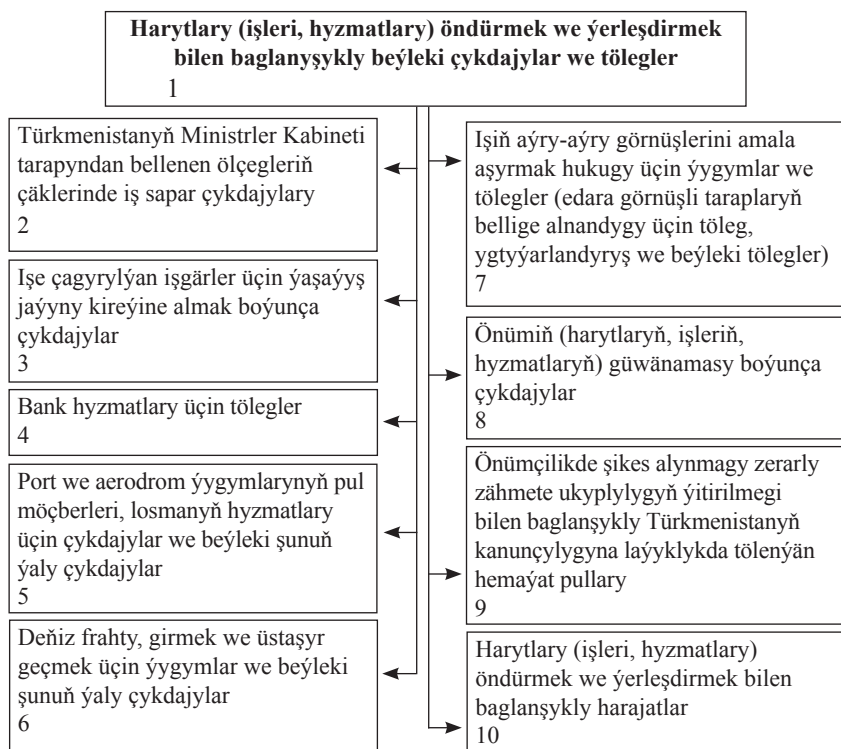 Harytlary (işleri, hyzmatlary) öndürmek we ýerleşdirmek
bilen baglanyşykly beýleki çykdajylar we tölegler
1
Türkmenistanyň Ministrler Kabineti
tarapyndan bellenen ölçegleriň
çäklerinde iş sapar çykdajylary
2
Işe çagyrylýan işgärler üçin ýaşaýyş
jaýyny kireýine almak boýunça
çykdajylar
3
Bank hyzmatlary üçin tölegler
4
Port we aerodrom ýygymlarynyň pul
möçberleri, losmanyň hyzmatlary
üçin çykdajylar we beýleki şunuň
ýaly çykdajylar
5
Deňiz frahty, girmek we üstaşyr
geçmek üçin ýygymlar we beýleki
şunuň ýaly çykdajylar
6
Işiň aýry-aýry görnüşlerini amala
aşyrmak hukugy üçin ýygymlar we
tölegler (edara görnüşli taraplaryň
bellige alnandygy üçin töleg,
ygtyýarlandyryş we beýleki tölegler)
7
Önümiň (harytlaryň, işleriň,
hyzmatlaryň) güwänamasy boýunça
çykdajylar
8
Önümçilikde şikes alynmagy zerarly
zähmete ukyplylygyň ýitirilmegi
bilen baglanşykly Türkmenistanyň
kanunçylygyna laýyklykda tölenýän
hemaýat pullary
9
Harytlary (işleri, hyzmatlary)
öndürmek we ýerleşdirmek bilen
baglanşykly harajatlar
10